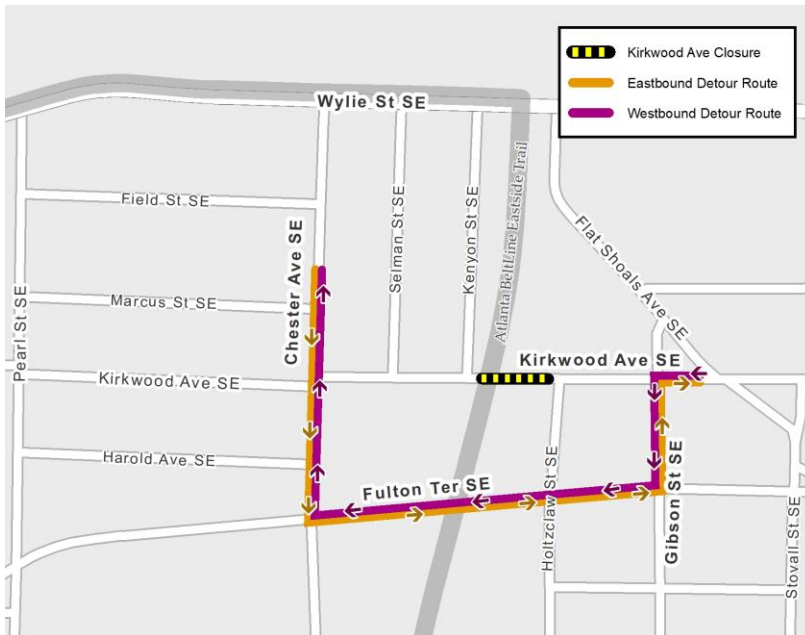 Kirkwood Ave Closure
Eastbound Detour Route
Westbound Detour Route
Wylie St SE
Field St SE
Marcus St SE
Kirkwood Ave SE
Harold Ave SE
Pearl St SE
Chester Ave SE
Selman St SE
Kenyon St SE
Atlanta BeltLine Eastside Trail
Flat Shoals Ave SE
Kirkwood Ave SE
Fulton Ter SE
Holtzclaw St SE
Gibson St SE
Stovall St SE